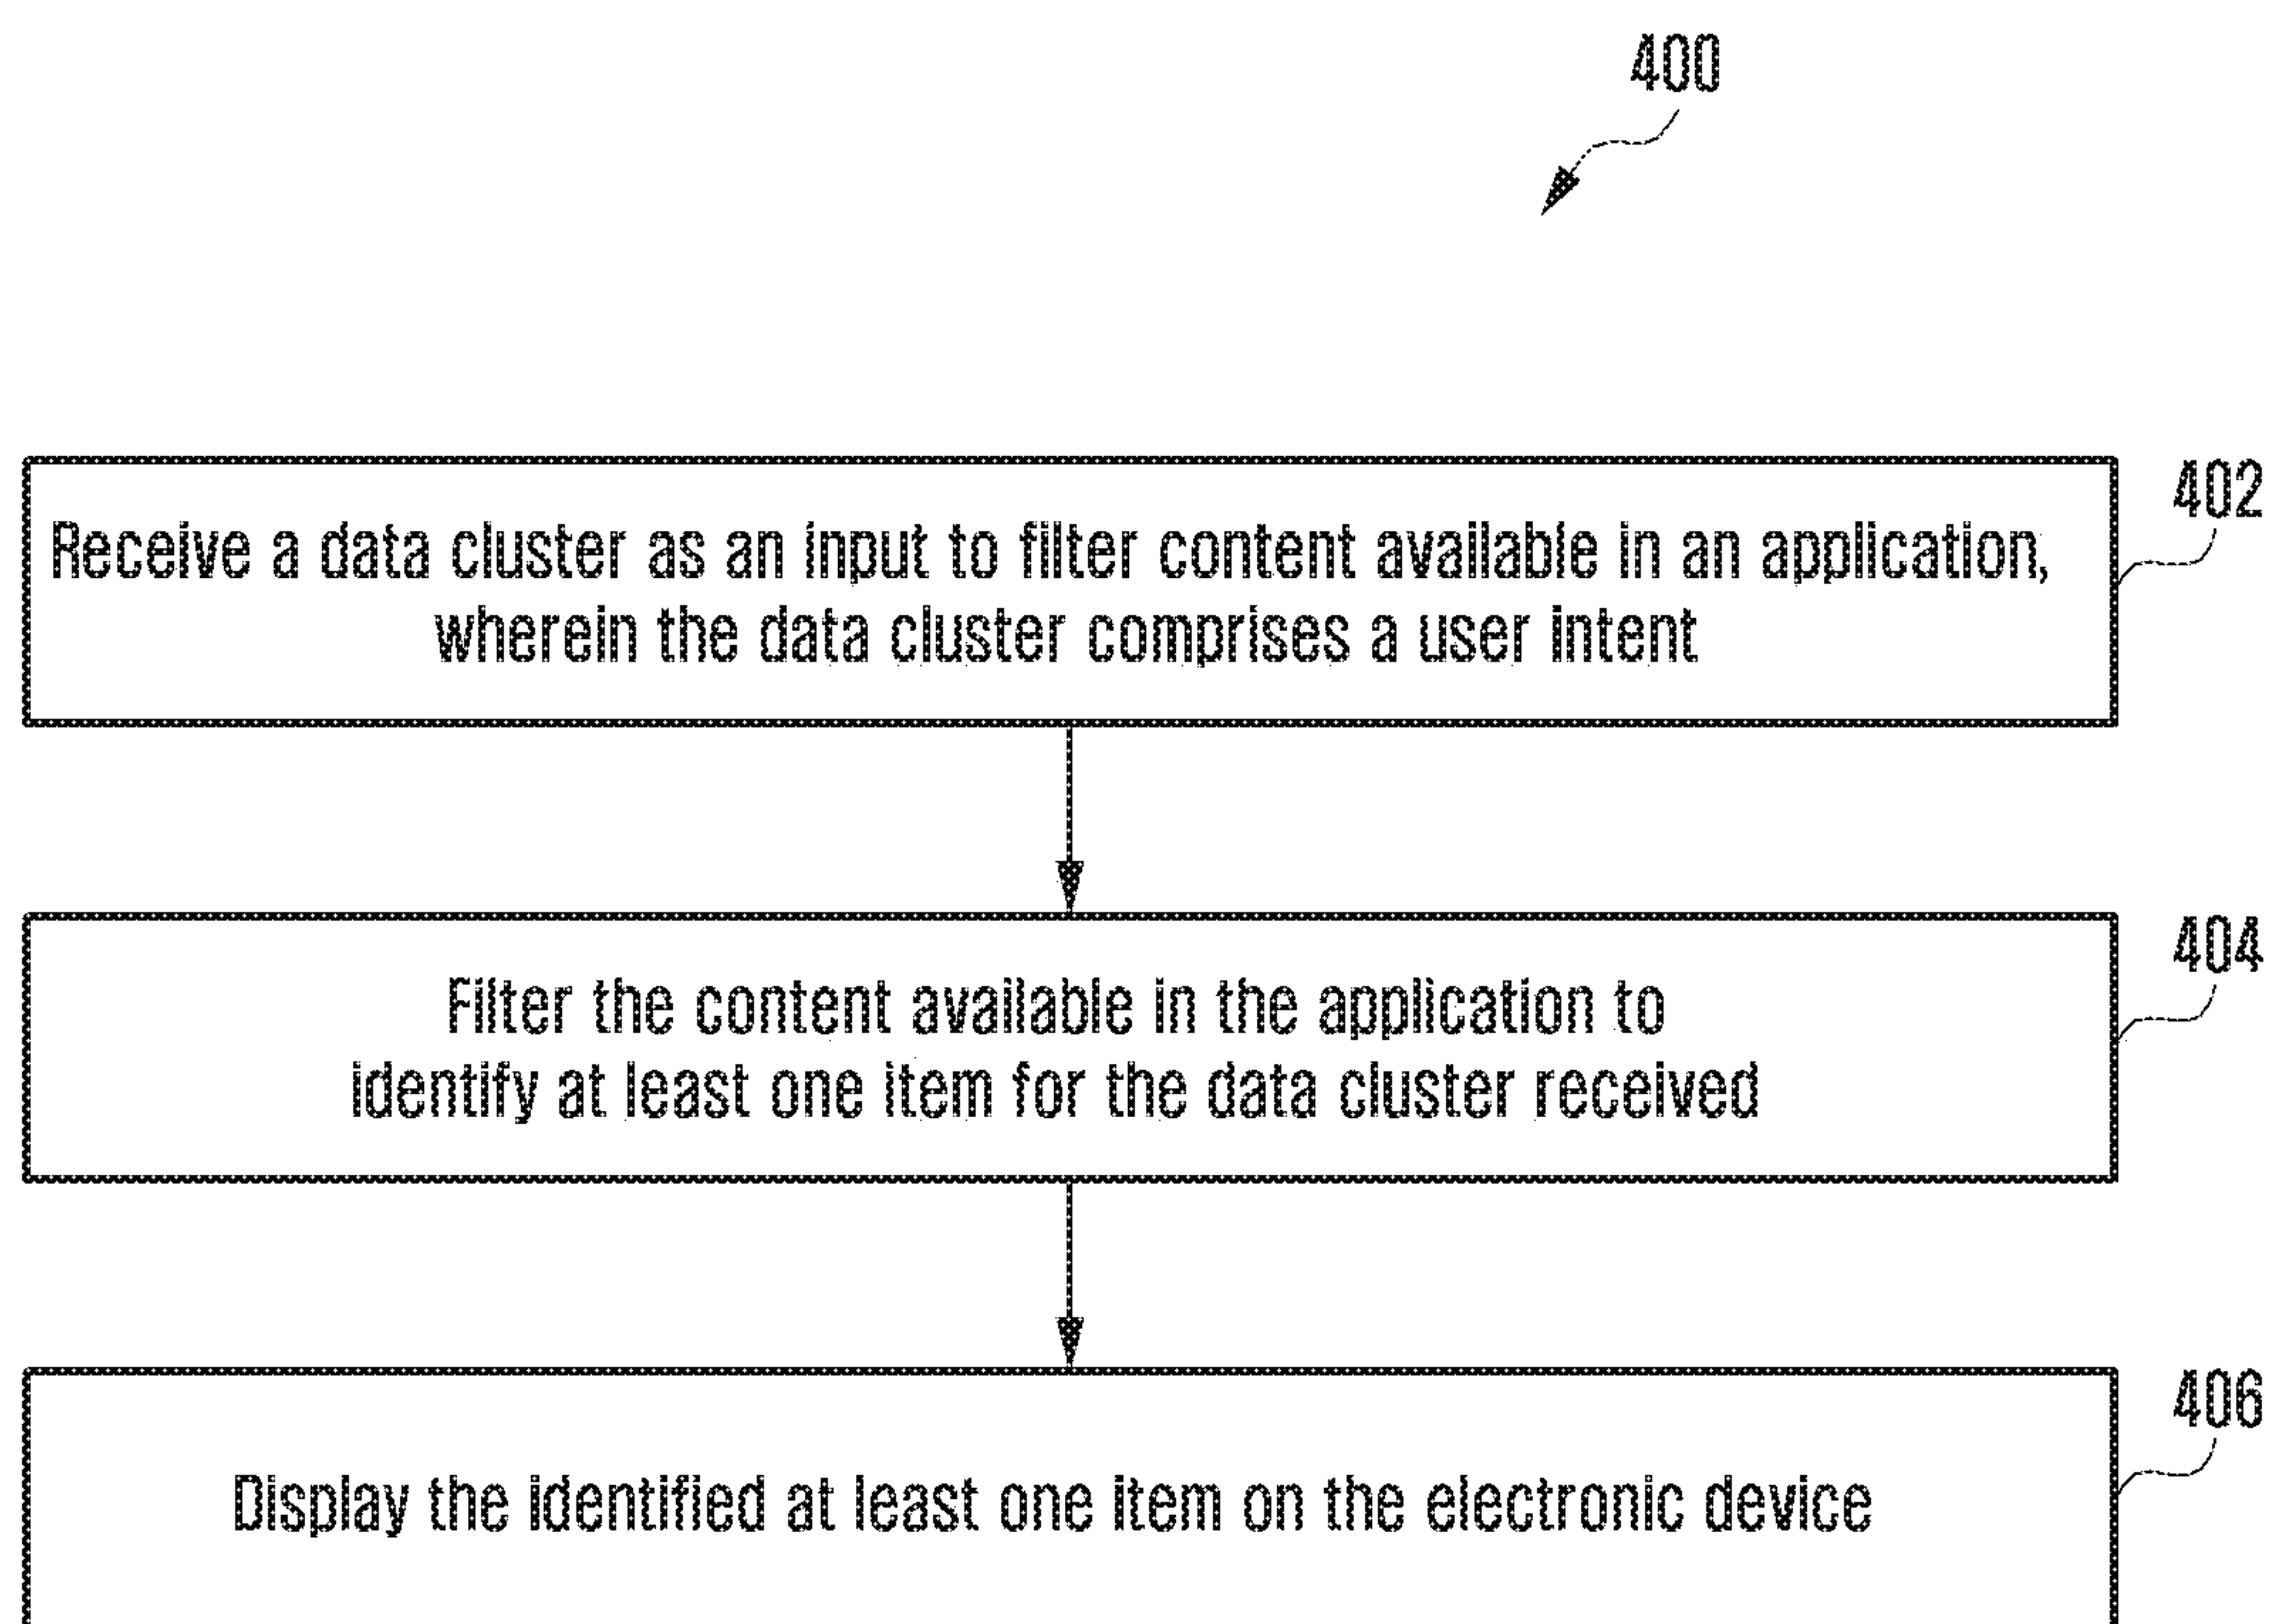 400
402
Receive a data cluster as an input to filter content available in an application,
wherein the data cluster comprises a user intent
404
Filter the content available in the application to
identify at least one item for the data cluster received
406
Display the identified at least one item on the electronic device